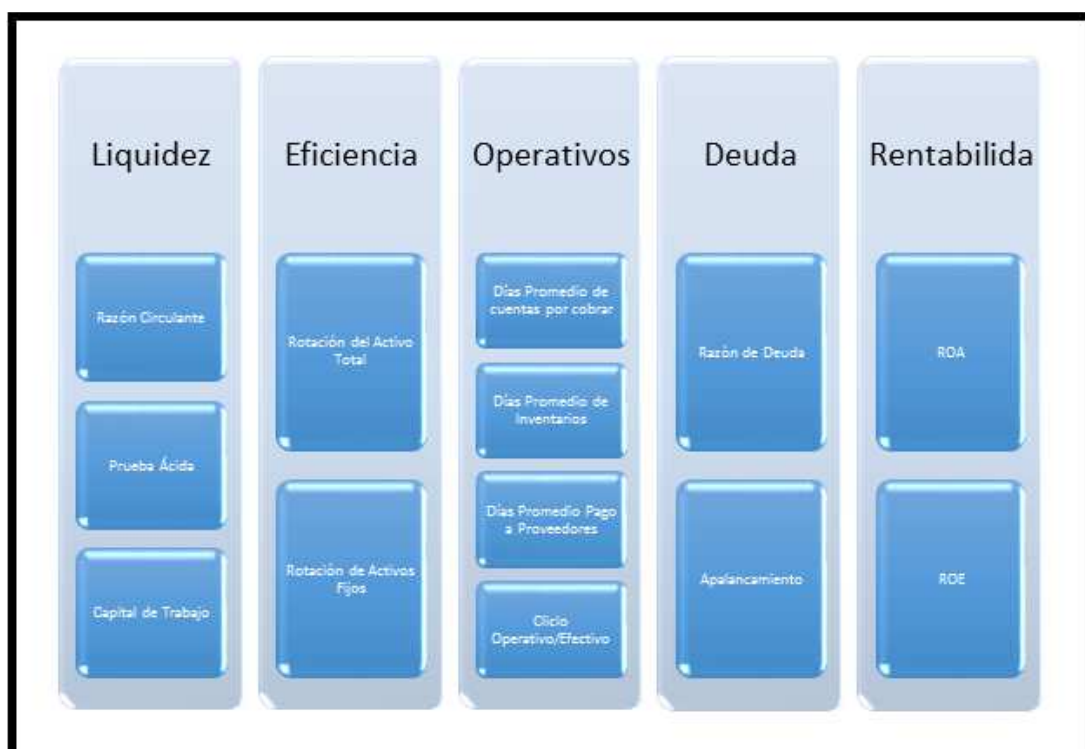 Liquidez
Razón Circulante
Prueba Ácida
Capital de Trabajo
Eficiencia
Rotación del Activo
Total
Rotación de Activos
Fijos
Operativos
Días Promedio de
cuentas por cobrar
Días Promedio de
Inventarios
Días Promedio Pago
a Proveedores
Cliclo
Operativo/Efectivo
Deuda
Razón de Deuda
Apalancamiento
Rentabilida
ROA
ROE